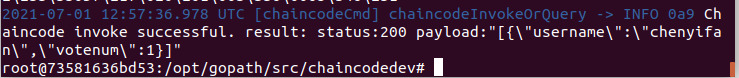 2021-07-01 12:57:36.978 UTC [chaincodeCmd] chaincodeInvokeOrQuery -> INFO 0a9 Ch
aincode invoke successful. result: status:200 payload:"[{\"username\":\"chenyifa
n\",\"votenum\":1}]"
root@73581636bd53:/opt/gopath/src/chaincodedev#